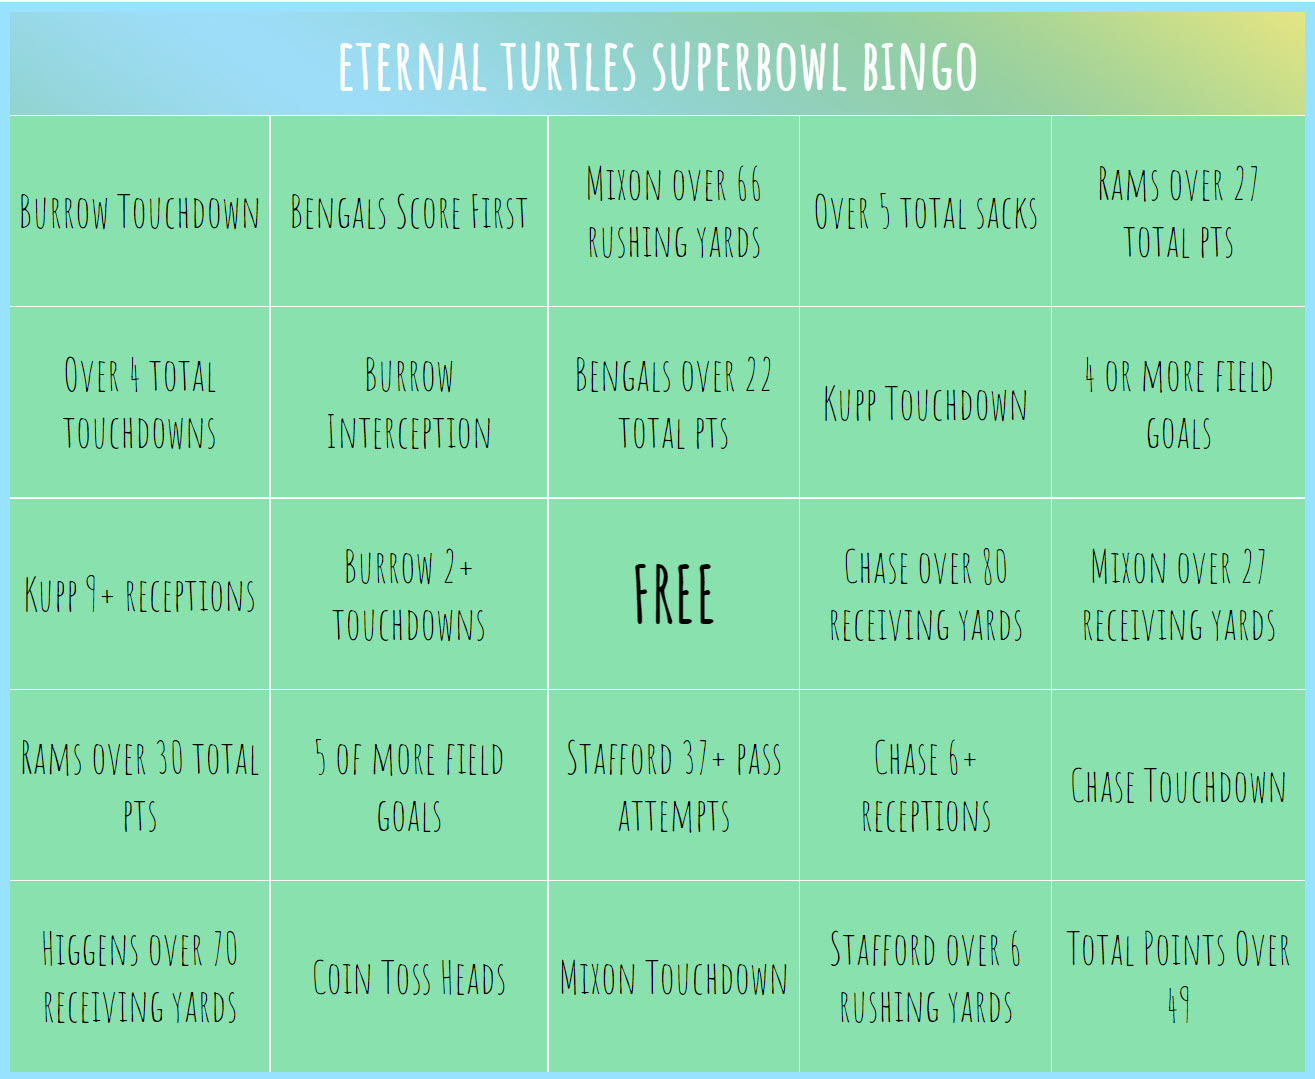 ETERNAL TURTLES SUPERBOWL BINGO
BURROW TOUCHDOWN
BENGALS SCORE FIRST
MIXON OVER 66
RUSHING YARDS
OVER 5 TOTAL SACKS
RAMS OVER 27
TOTAL PTS
OVER 4 TOTAL
TOUCHDOWNS
BURROW
INTERCEPTION
BENGALS OVER 22
TOTAL PTS
KUPP TOUCHDOWN
4 OR MORE FIELD
GOALS
KUPP 9+ RECEPTIONS
BURROW 2+
TOUCHDOWNS
FREE
CHASE OVER 80
RECEIVING YARDS
MIXON OVER 27
RECEIVING YARDS
RAMS OVER 30 TOTAL
PTS
5 OF MORE FIELD
GOALS
STAFFORD 37+ PASS
ATTEMPTS
CHASE 6+
RECEPTIONS
CHASE TOUCHDOWN
HIGGENS OVER 70
RECEIVING YARDS
COIN TOSS HEADS
MIXON TOUCHDOWN
STAFFORD OVER 6
RUSHING YARDS
TOTAL POINTS OVER
49